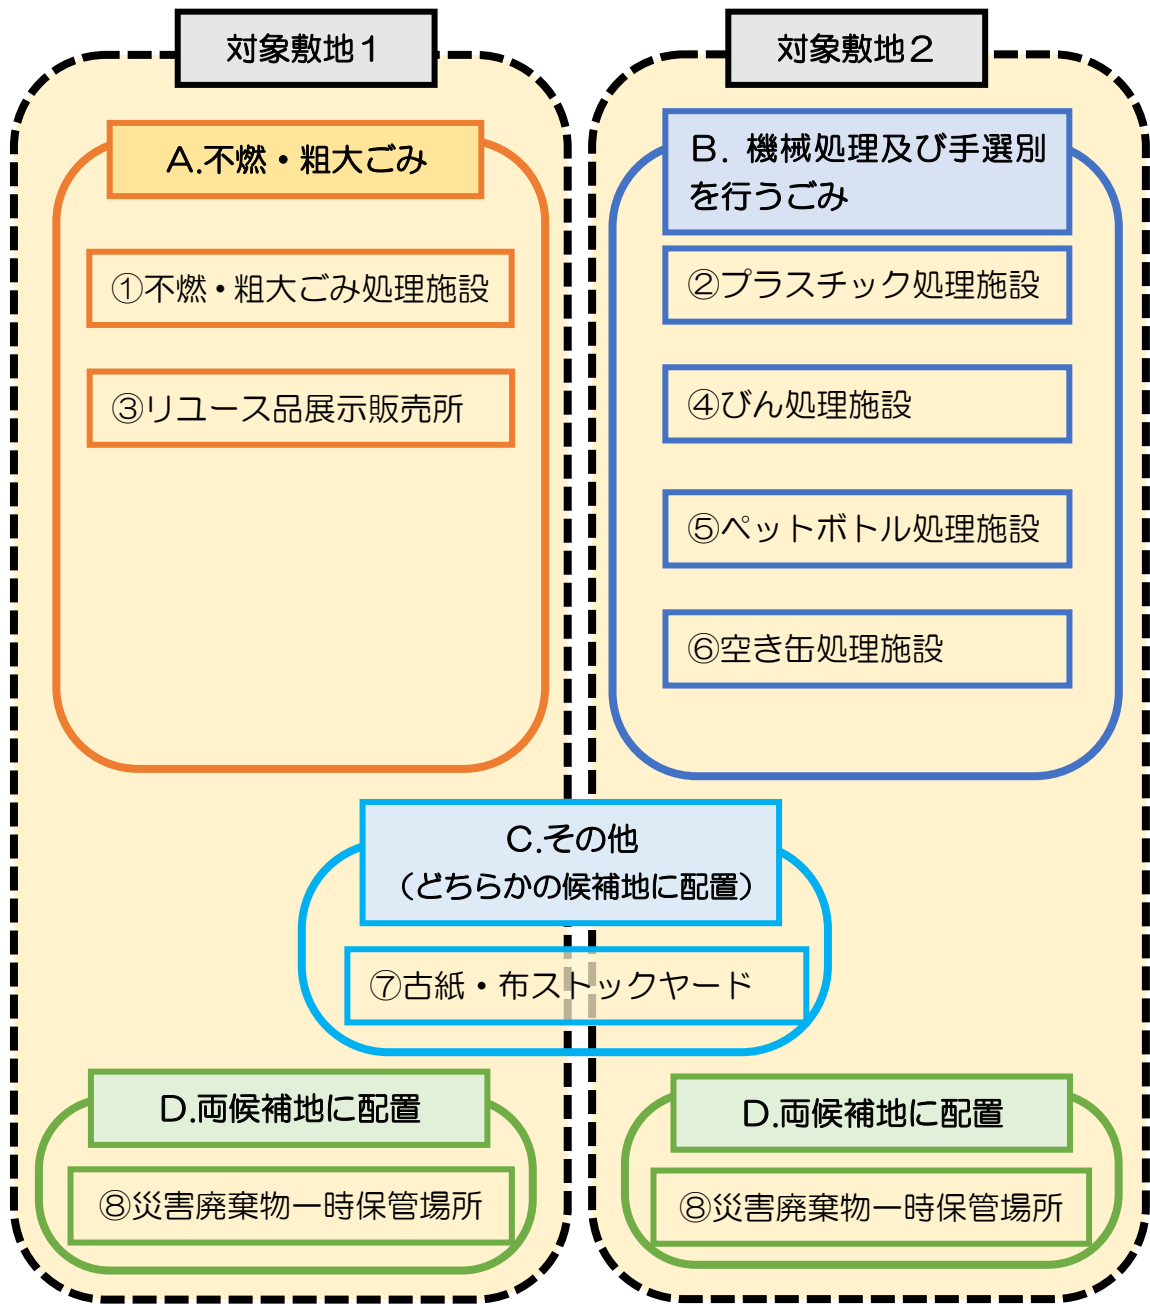 対象敷地１
A.不燃・粗大ごみ
①不燃・粗大ごみ処理施設
③リユース品展示販売所
対象敷地２
B. 機械処理及び手選別
を行うごみ
②プラスチック処理施設
④びん処理施設
⑤ペットボトル処理施設
⑥空き缶処理施設
C.その他
（どちらかの候補地に配置）
⑦古紙・布ストックヤード
D.両候補地に配置
⑧災害廃棄物一時保管場所
D.両候補地に配置
⑧災害廃棄物一時保管場所